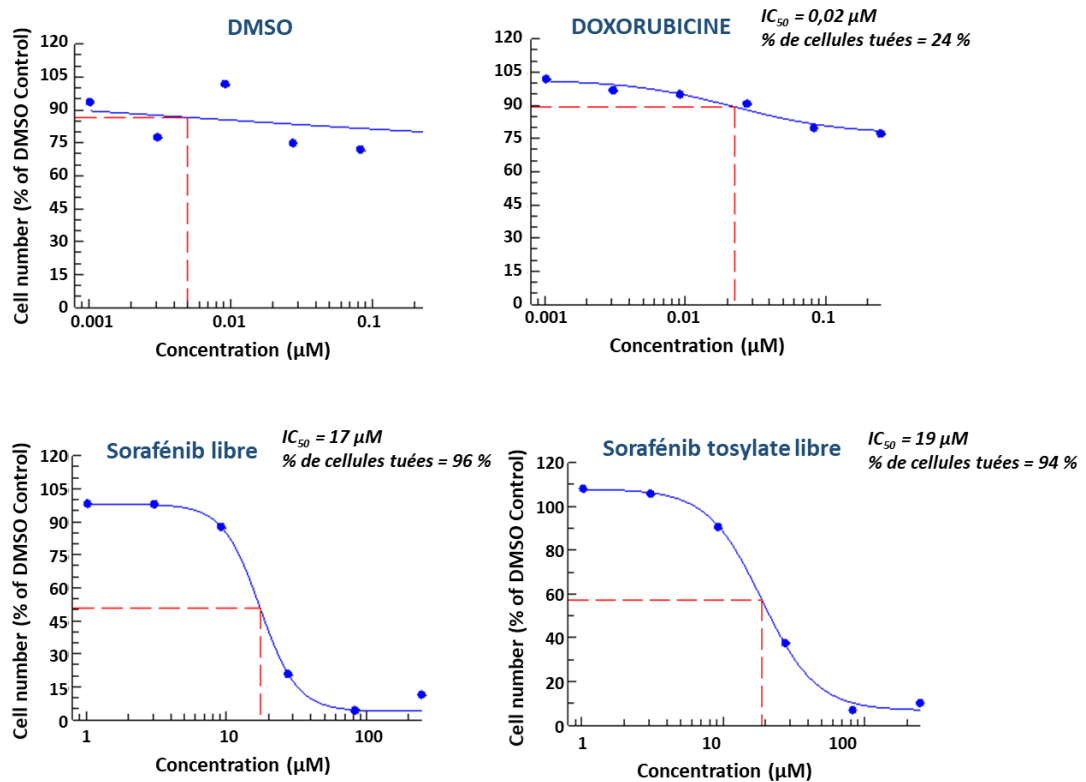 DMSO
Cell number (% of DMSO Control)
120
105
90
75
60
45
30
15
0
0.001
0.01
0.1
Concentration (µM)
DOXORUBICINE
IC50 = 0,02 µM
% de cellules tuées = 24 %
120
105
90
75
60
45
30
15
0
0.001
0.01
0.1
Concentration (µM)
Sorafénib libre
IC50 = 17 µM
% de cellules tuées = 96 %
Cell number (% of DMSO Control)
120
105
90
75
60
45
30
15
0
1
10
100
Concentration (µM)
Sorafénib tosylate libre
IC50 = 19 µM
% de cellules tuées = 94 %
Cell number (% of DMSO Control)
120
100
80
60
40
20
0
1
10
100
Concentration (µM)